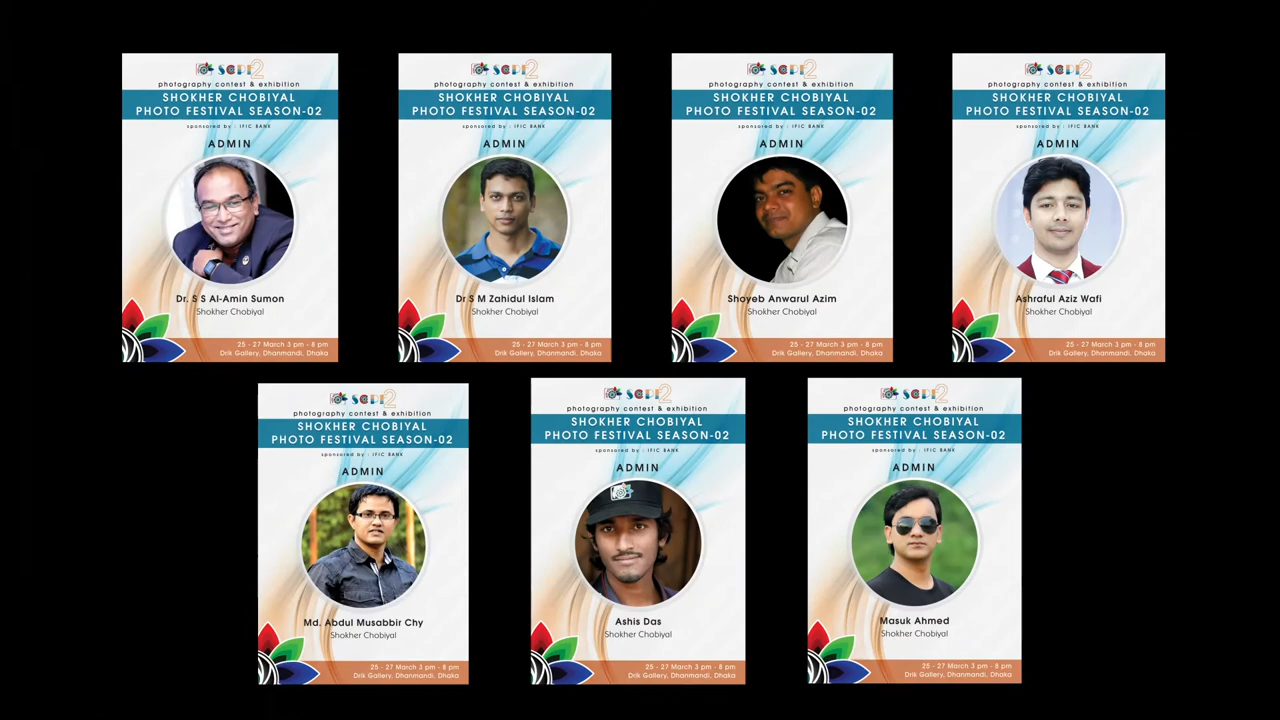 SCPF2
photography contest & exhibition
SHOKHER CHOBIYAL
PHOTO FESTIVAL SEASON-02
sponsored by : IFIC BANK
ADMIN
Dr. S S Al-Amin Sumon
Shokher Chobiyal
25 - 27 March 3 pm - 8 pm
Drik Gallery, Dhanmandi, Dhaka
SCPF2
photography contest & exhibition
SHOKHER CHOBIYAL
PHOTO FESTIVAL SEASON-02
sponsored by : IFIC BANK
ADMIN
Dr S M Zahidul Islam
Shokher Chobiyal
25 - 27 March 3 pm - 8 pm
Drik Gallery, Dhanmandi, Dhaka
SCPF2
photography contest & exhibition
SHOKHER CHOBIYAL
PHOTO FESTIVAL SEASON-02
sponsored by : IFIC BANK
ADMIN
Shoyeb Anwarul Azim
Shokher Chobiyal
25 - 27 March 3 pm - 8 pm
Drik Gallery, Dhanmandi, Dhaka
SCPF2
photography contest & exhibition
SHOKHER CHOBIYAL
PHOTO FESTIVAL SEASON-02
sponsored by : IFIC BANK
ADMIN
Ashraful Aziz Wafi
Shokher Chobiyal
25 - 27 March 3 pm - 8 pm
Drik Gallery, Dhanmandi, Dhaka
SCPF2
photography contest & exhibition
SHOKHER CHOBIYAL
PHOTO FESTIVAL SEASON-02
sponsored by : IFIC BANK
ADMIN
Md. Abdul Musabbir Chy
Shokher Chobiyal
25 - 27 March 3 pm - 8 pm
Drik Gallery, Dhanmandi, Dhaka
SCPF2
photography contest & exhibition
SHOKHER CHOBIYAL
PHOTO FESTIVAL SEASON-02
sponsored by : IFIC BANK
ADMIN
Ashis Das
Shokher Chobiyal
25 - 27 March 3 pm - 8 pm
Drik Gallery, Dhanmandi, Dhaka
SCPF2
photography contest & exhibition
SHOKHER CHOBIYAL
PHOTO FESTIVAL SEASON-02
sponsored by : IFIC BANK
ADMIN
Masuk Ahmed
Shokher Chobiyal
25 - 27 March 3 pm - 8 pm
Drik Gallery, Dhanmandi, Dhaka